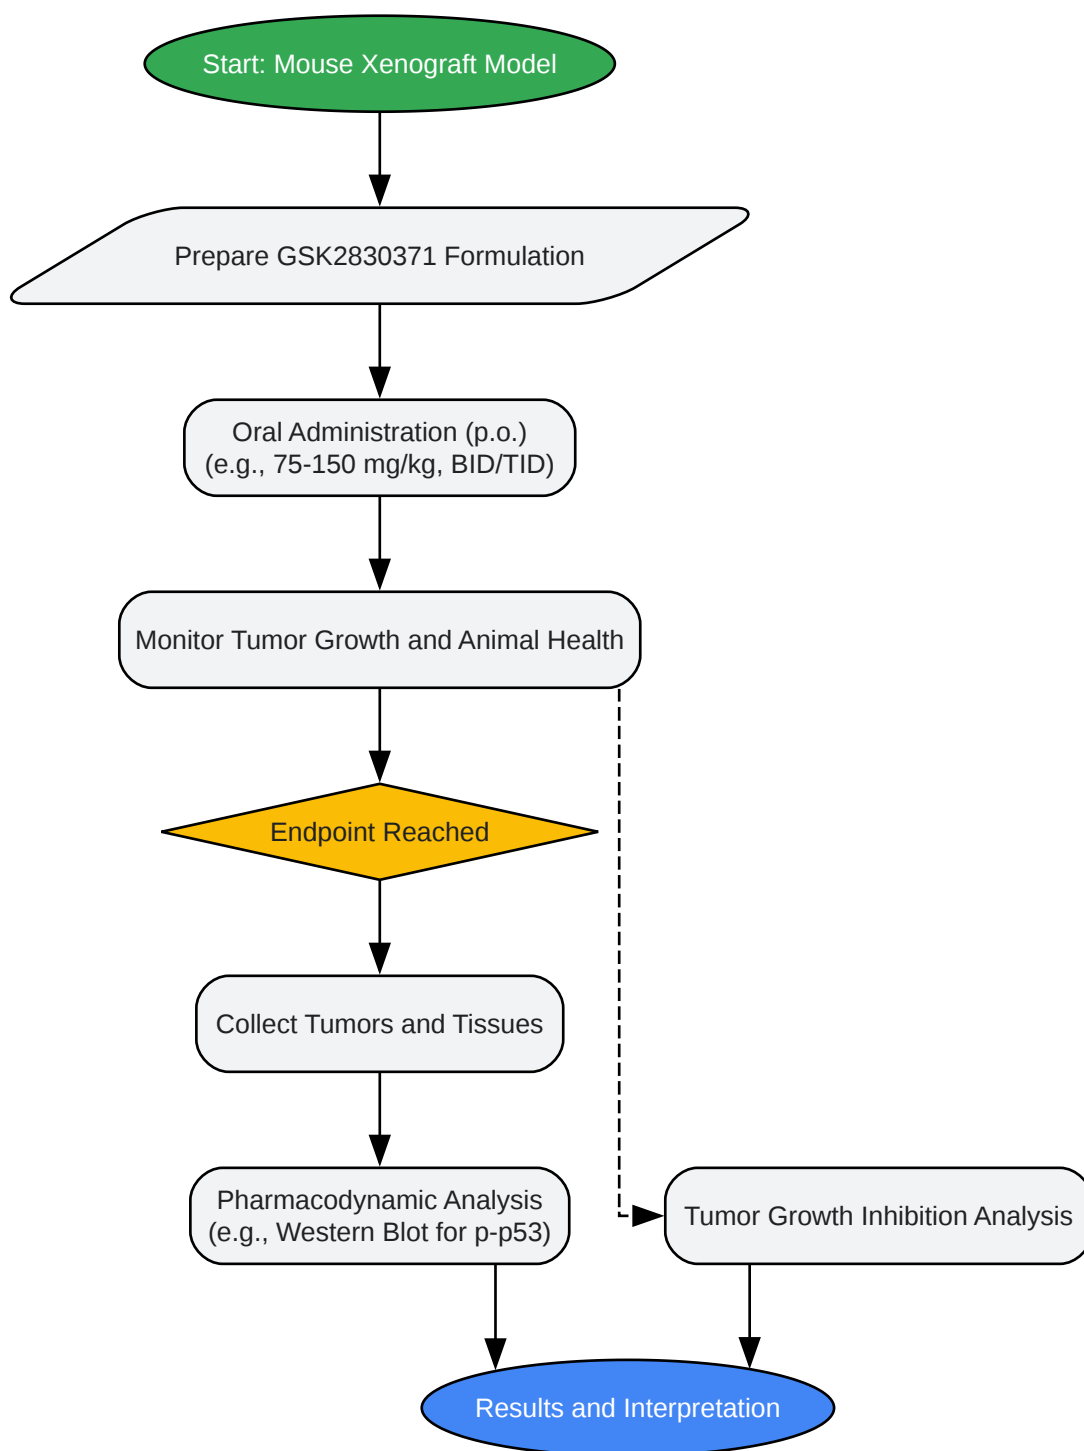 Start: Mouse Xenograft Model
Prepare GSK2830371 Formulation
Oral Administration (p.o.)
(e.g., 75-150 mg/kg, BID/TID)
Monitor Tumor Growth and Animal Health
Endpoint Reached
Collect Tumors and Tissues
Pharmacodynamic Analysis
(e.g., Western Blot for p-p53)
Tumor Growth Inhibition Analysis
Results and Interpretation